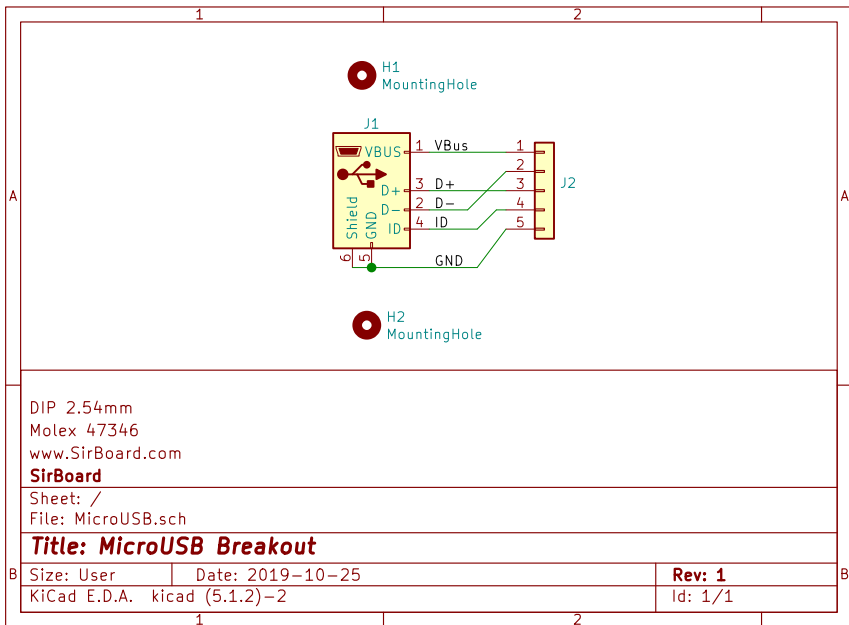 1 2
H1
MountingHole
J1
VBUS 1 VBus 1
2
D+ 3 D+ 3
J2
A A
D- 2 D- 4
ID 4 ID 5
Shield
GND
6 5 GND
H2
MountingHole
DIP 2.54mm
Molex 47346
www.SirBoard.com
SirBoard
Sheet: /
File: MicroUSB.sch
Title: MicroUSB Breakout
B Size: User Date: 2019-10-25 Rev: 1 B
KiCad E.D.A. kicad (5.1.2)-2 Id: 1/1
1 2